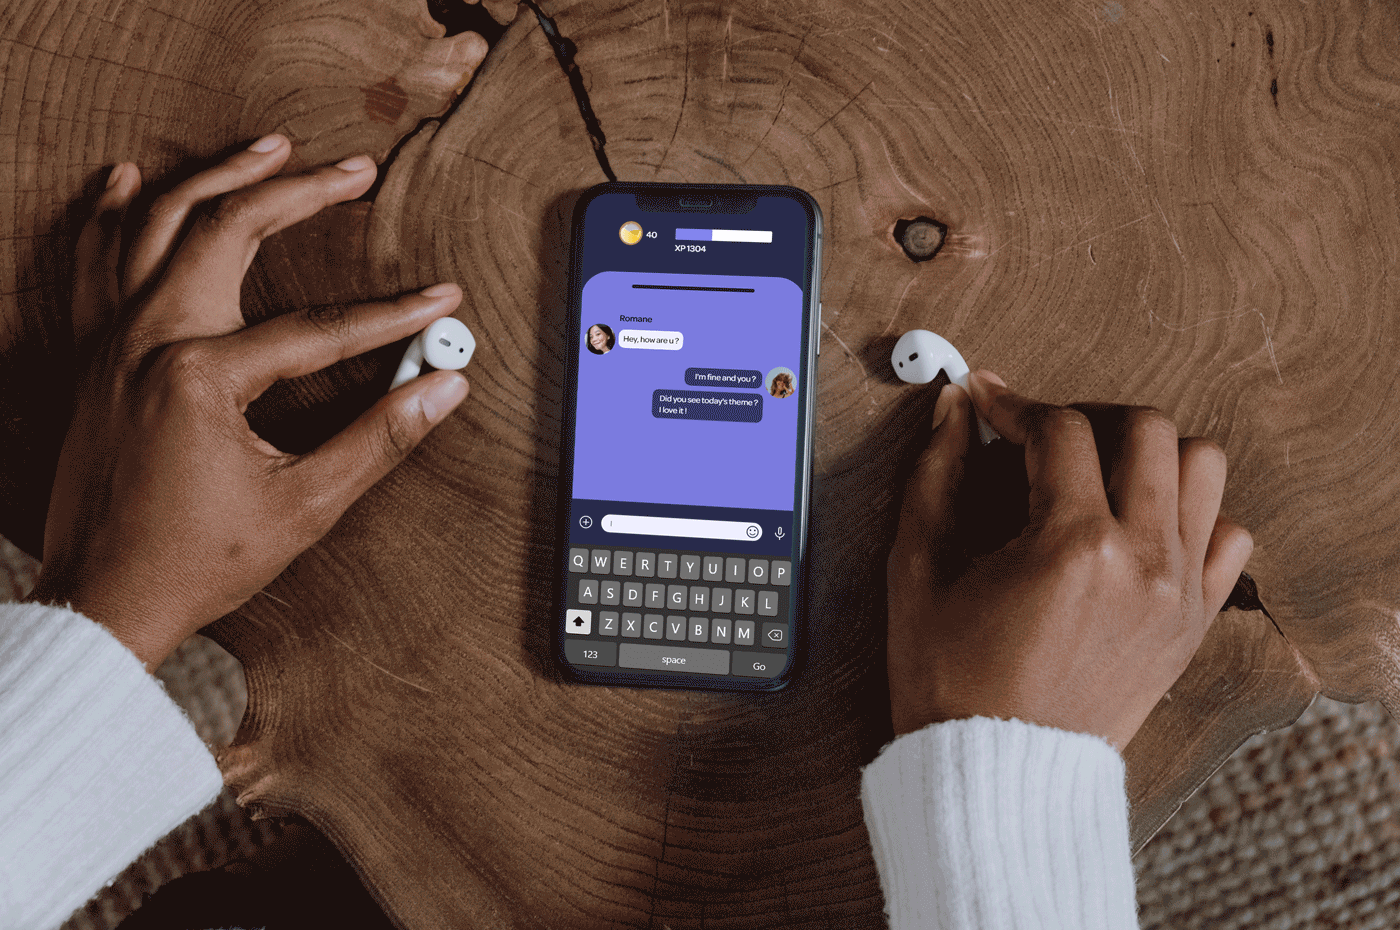 40
XP 1304
Romane
Hey, how are u ?
I'm fine and you ?
Did you see today's theme ?
I love it !
Q W E R T Y U I O P
A S D F G H J K L
Z X C V B N M
123 space Go